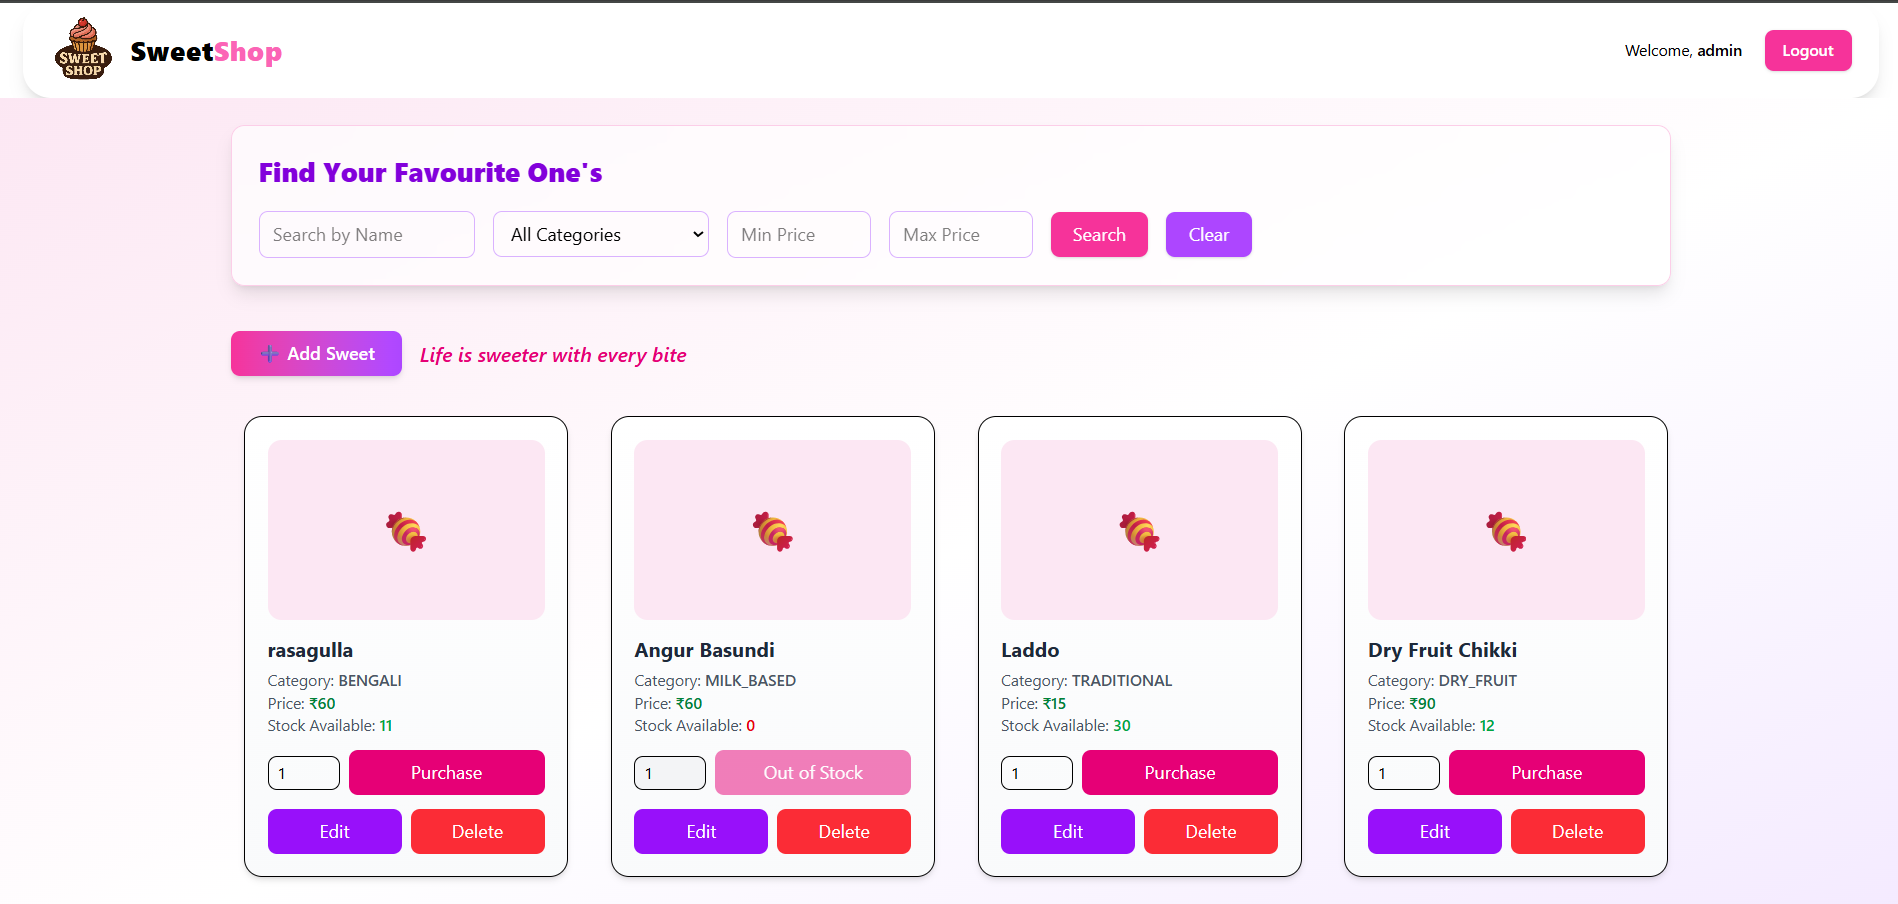 SWEET
SHOP
SweetShop
Welcome, admin
Logout
Find Your Favourite One's
Search by Name
All Categories
Min Price
Max Price
Search
Clear
➕ Add Sweet
Life is sweeter with every bite
rasagulla
Category: BENGALI
Price: ₹60
Stock Available: 11
1
Purchase
Edit
Delete
Angur Basundi
Category: MILK_BASED
Price: ₹60
Stock Available: 0
1
Out of Stock
Edit
Delete
Laddo
Category: TRADITIONAL
Price: ₹15
Stock Available: 30
1
Purchase
Edit
Delete
Dry Fruit Chikki
Category: DRY_FRUIT
Price: ₹90
Stock Available: 12
1
Purchase
Edit
Delete